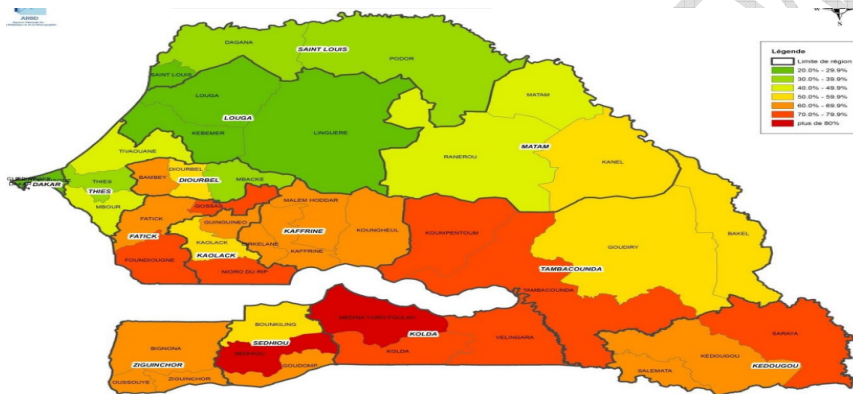 ANSD
W
S
DAGANA
SAINT LOUIS
PODOR
SAINT LOUIS
LOUGA
LOUGA
KEBEMER
LINGUERE
MATAM
RANEROU
MATAM
KANEL
TIVAOUANE
DAKAR
THIES
THIES
MBOUR
BAMBEY
DIOURBEL
DIOURBEL
MBACKE
GOSSAS
FATICK
FATICK
GUINGUINEO
KAOLACK
KAOLACK
FOUNDIOUGNE
NIORO DU RIP
MALEM HODDAR
KAFFRINE
BIRKELANE
KAFFRINE
KOUNGHEUL
KOUMPENTOUM
GOUDIRY
BAKEL
TAMBACOUNDA
TAMBACOUNDA
BOUNKILING
SEDHIOU
SEDHIOU
GOUDOMP
BIGNONA
ZIGUINCHOR
OUSSOUYE
ZIGUINCHOR
MEDINA YORO FOULAH
KOLDA
KOLDA
VELINGARA
SARAYA
KEDOUGOU
KEDOUGOU
SALEMATA
Légende
Limite de région
20.0% - 29.9%
30.0% - 39.9%
40.0% - 49.9%
50.0% - 59.9%
60.0% - 69.9%
70.0% - 79.9%
plus de 80%